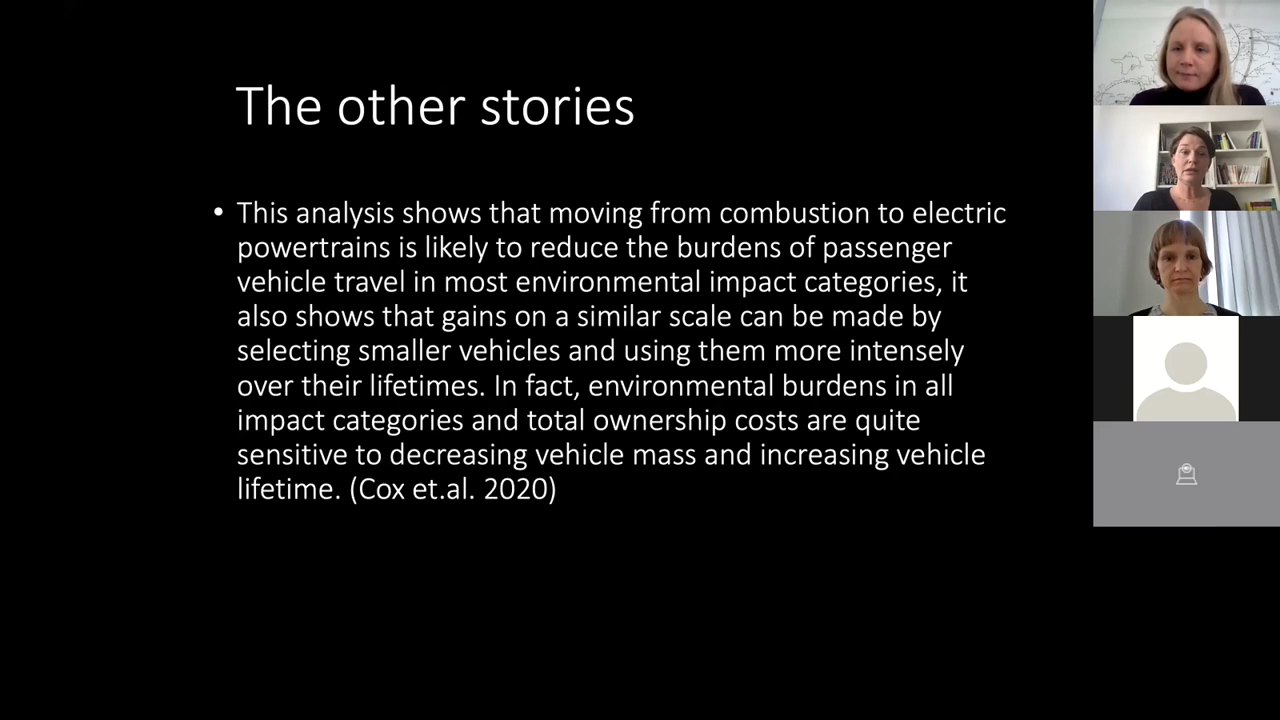 The other stories
• This analysis shows that moving from combustion to electric
powertrains is likely to reduce the burdens of passenger
vehicle travel in most environmental impact categories, it
also shows that gains on a similar scale can be made by
selecting smaller vehicles and using them more intensely
over their lifetimes. In fact, environmental burdens in all
impact categories and total ownership costs are quite
sensitive to decreasing vehicle mass and increasing vehicle
lifetime. (Cox et.al. 2020)